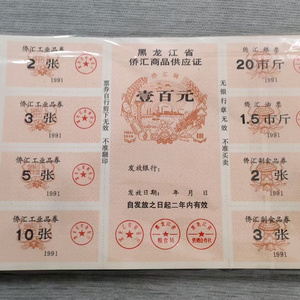 侨汇工业品券
2张
1991
侨汇工业品券
3张
1991
侨汇工业品券
5张
1991
侨汇工业品券
10张
1991
票券自行剪下无效
不准翻印
黑龙江省
侨汇商品供应证
壹百元
发放银行：
发放日期： 年 月 日
自发放之日起二年内有效
无银行章无效
不准买卖
侨汇粮票
20市斤
1991
侨汇油票
1.5市斤
1991
侨汇副食品券
2张
1991
侨汇副食品券
3张
1991